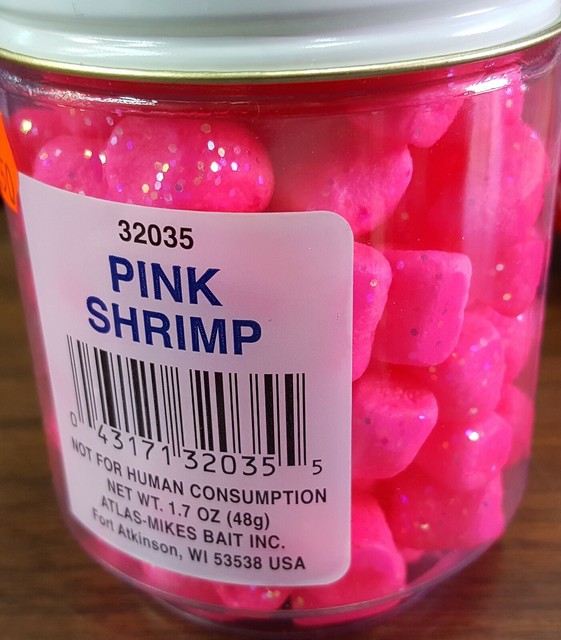 32035
PINK
SHRIMP
0 43171 32035 5
NOT FOR HUMAN CONSUMPTION
NET WT. 1.7 OZ (48g)
ATLAS-MIKES BAIT INC.
Fort Atkinson, WI 53538 USA